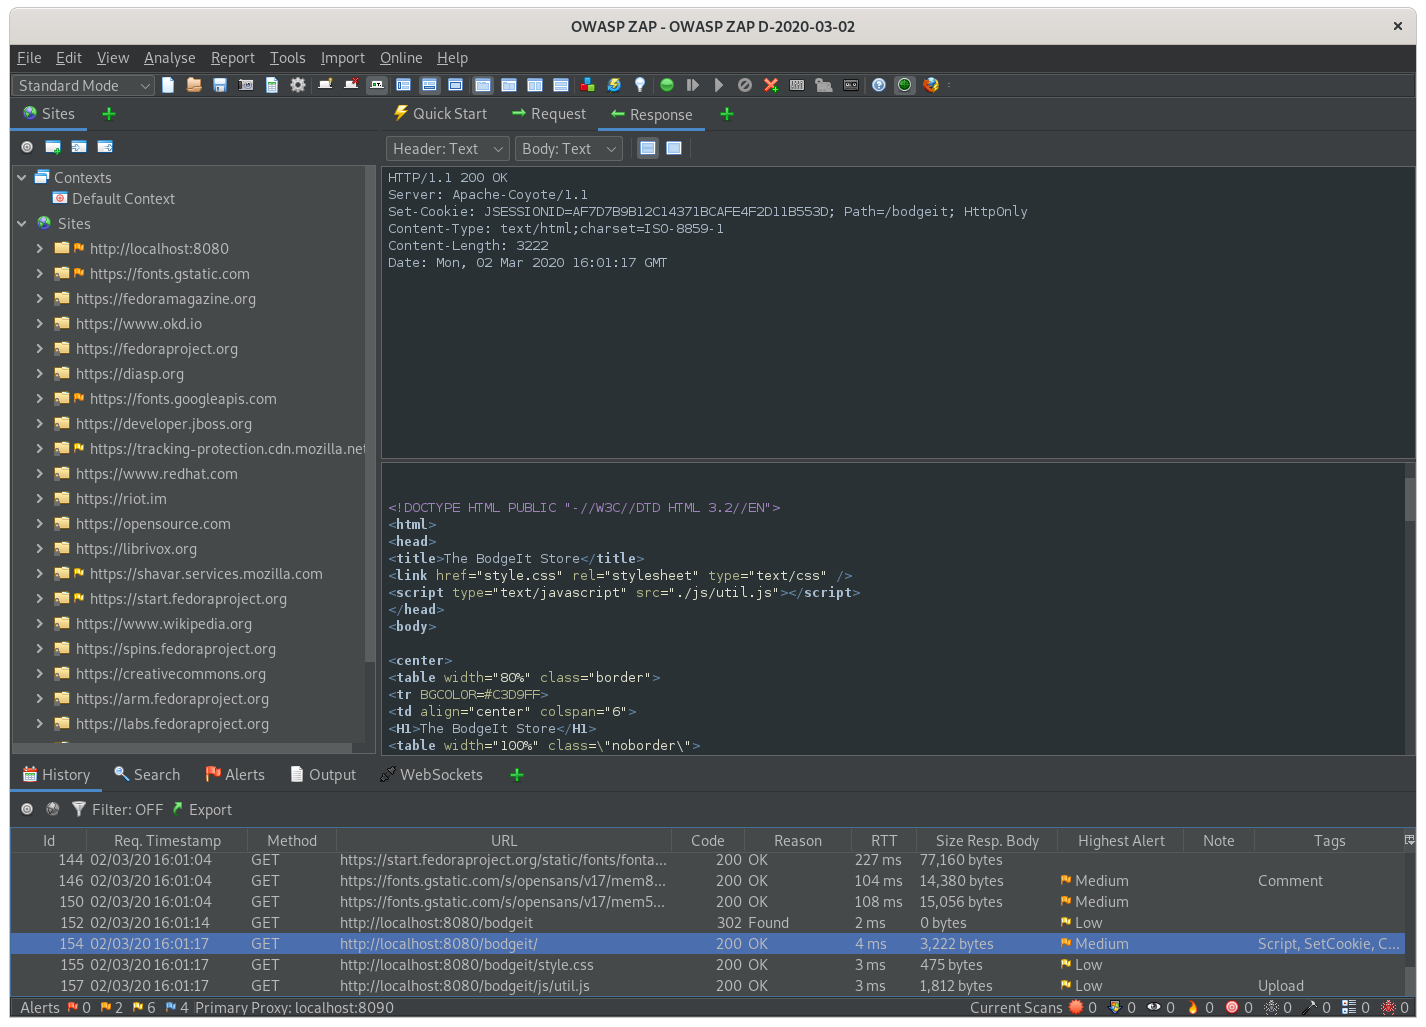 OWASP ZAP - OWASP ZAP D-2020-03-02
File Edit View Analyse Report Tools Import Online Help
Standard Mode
Sites
Quick Start Request Response
Header: Text Body: Text
Contexts
Default Context
Sites
http://localhost:8080
https://fonts.gstatic.com
https://fedoramagazine.org
https://www.okd.io
https://fedoraproject.org
https://diasp.org
https://fonts.googleapis.com
https://developer.jboss.org
https://tracking-protection.cdn.mozilla.net
https://www.redhat.com
https://riot.im
https://opensource.com
https://librivox.org
https://shavar.services.mozilla.com
https://start.fedoraproject.org
https://www.wikipedia.org
https://spins.fedoraproject.org
https://creativecommons.org
https://arm.fedoraproject.org
https://labs.fedoraproject.org
HTTP/1.1 200 OK
Server: Apache-Coyote/1.1
Set-Cookie: JSESSIONID=AF7D7B9B12C14371BCAFE4F2D11B553D; Path=/bodgeit; HttpOnly
Content-Type: text/html;charset=ISO-8859-1
Content-Length: 3222
Date: Mon, 02 Mar 2020 16:01:17 GMT
<!DOCTYPE HTML PUBLIC "-//W3C//DTD HTML 3.2//EN">
<html>
<head>
<title>The BodgeIt Store</title>
<link href="style.css" rel="stylesheet" type="text/css" />
<script type="text/javascript" src="./js/util.js"></script>
</head>
<body>
<center>
<table width="80%" class="border">
<tr BGCOLOR=#C3D9FF>
<td align="center" colspan="6">
<H1>The BodgeIt Store</H1>
<table width="100%" class=\"noborder\">
History Search Alerts Output WebSockets
Filter: OFF Export
Id Req. Timestamp Method URL Code Reason RTT Size Resp. Body Highest Alert Note Tags
144 02/03/20 16:01:04 GET https://start.fedoraproject.org/static/fonts/fonta... 200 OK 227 ms 77,160 bytes
146 02/03/20 16:01:04 GET https://fonts.gstatic.com/s/opensans/v17/mem8... 200 OK 104 ms 14,380 bytes Medium Comment
150 02/03/20 16:01:04 GET https://fonts.gstatic.com/s/opensans/v17/mem5... 200 OK 108 ms 15,056 bytes Medium
152 02/03/20 16:01:14 GET http://localhost:8080/bodgeit 302 Found 2 ms 0 bytes Low
154 02/03/20 16:01:17 GET http://localhost:8080/bodgeit/ 200 OK 4 ms 3,222 bytes Medium Script, SetCookie, C...
155 02/03/20 16:01:17 GET http://localhost:8080/bodgeit/style.css 200 OK 3 ms 475 bytes Low
157 02/03/20 16:01:17 GET http://localhost:8080/bodgeit/js/util.js 200 OK 3 ms 1,812 bytes Low Upload
Alerts 0 2 6 4 Primary Proxy: localhost:8090 Current Scans 0 0 0 0 0 0 0 0 0